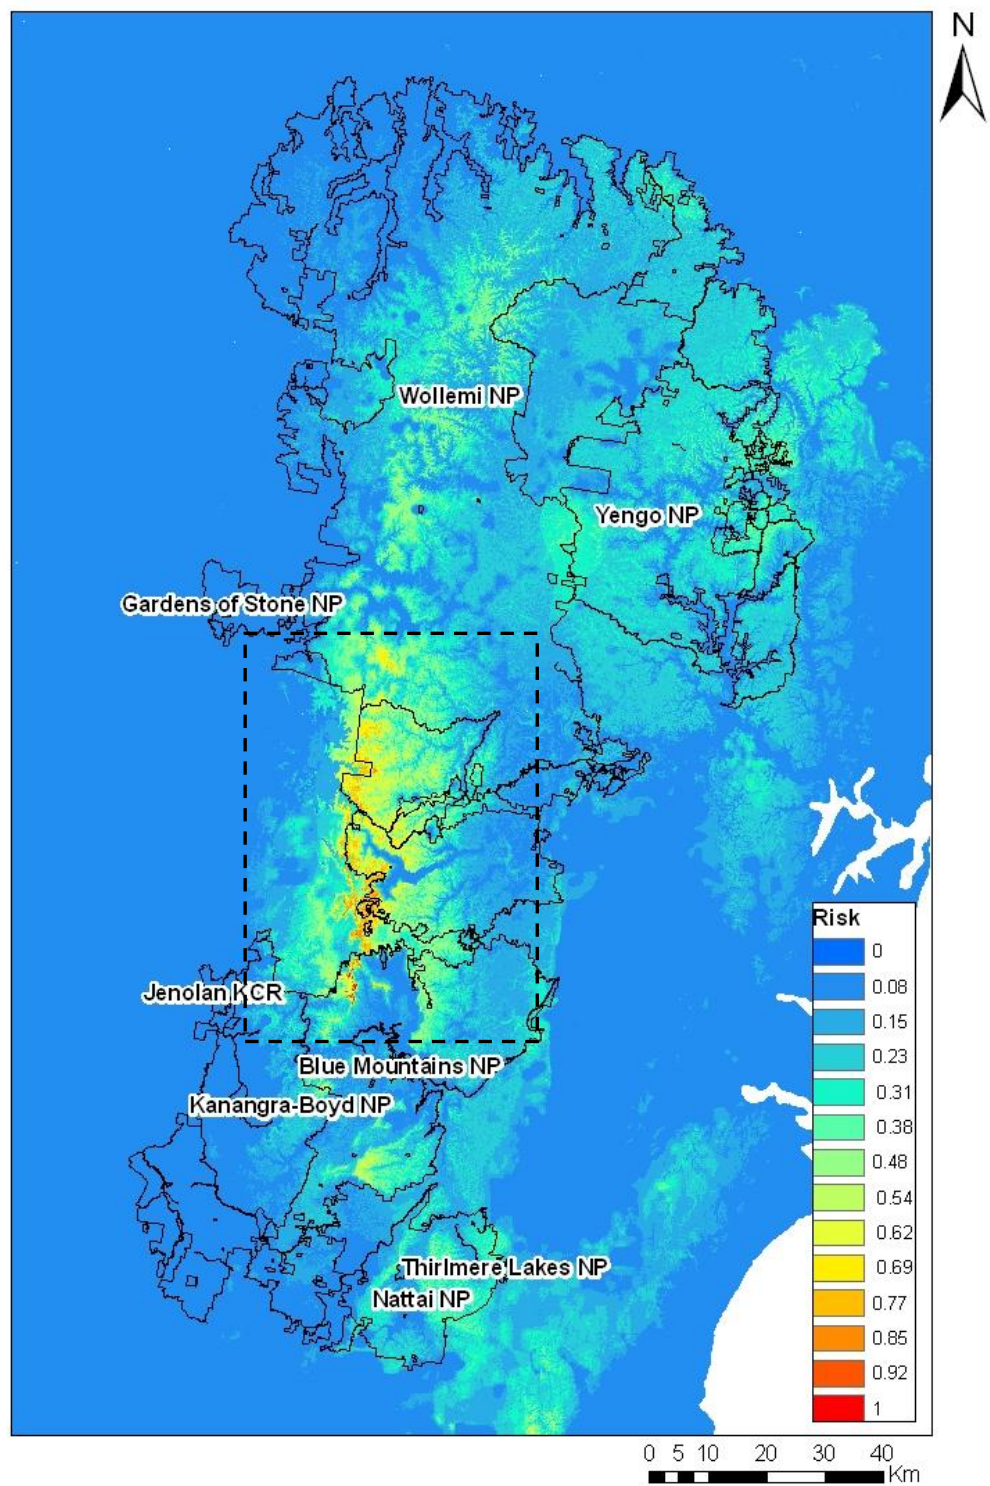 N
Wollemi NP
Yengo NP
Gardens of Stone NP
Jenolan KCR
Blue Mountains NP
Kanangra-Boyd NP
Thirlmere Lakes NP
Nattai NP
Risk
0
0.08
0.15
0.23
0.31
0.38
0.48
0.54
0.62
0.69
0.77
0.85
0.92
1
0 5 10 20 30 40
Km